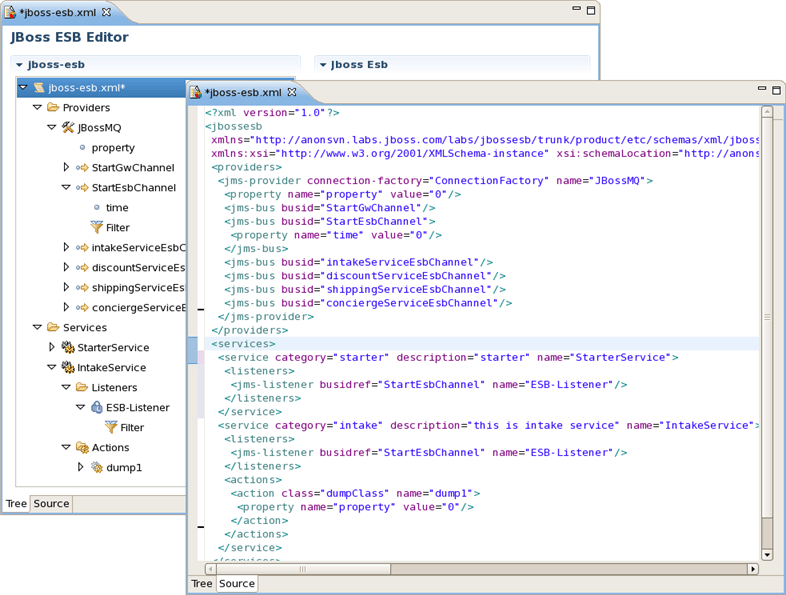 *jboss-esb.xml
JBoss ESB Editor
jboss-esb
JBoss Esb
jboss-esb.xml*
Providers
JBossMQ
property
StartGwChannel
StartEsbChannel
time
Filter
intakeServiceEsbC
discountServiceEs
shippingServiceEs
conciergeServiceE
Services
StarterService
IntakeService
Listeners
ESB-Listener
Filter
Actions
dump1
Tree Source
*jboss-esb.xml
<?xml version="1.0"?>
<jbossesb
xmlns="http://anonsvn.labs.jboss.com/labs/jbossesb/trunk/product/etc/schemas/xml/jboss
xmlns:xsi="http://www.w3.org/2001/XMLSchema-instance" xsi:schemaLocation="http://anons
<providers>
<jms-provider connection-factory="ConnectionFactory" name="JBossMQ">
<property name="property" value="0"/>
<jms-bus busid="StartGwChannel"/>
<jms-bus busid="StartEsbChannel">
<property name="time" value="0"/>
</jms-bus>
<jms-bus busid="intakeServiceEsbChannel"/>
<jms-bus busid="discountServiceEsbChannel"/>
<jms-bus busid="shippingServiceEsbChannel"/>
<jms-bus busid="conciergeServiceEsbChannel"/>
</jms-provider>
</providers>
<services>
<service category="starter" description="starter" name="StarterService">
<listeners>
<jms-listener busidref="StartEsbChannel" name="ESB-Listener"/>
</listeners>
</service>
<service category="intake" description="this is intake service" name="IntakeService">
<listeners>
<jms-listener busidref="StartEsbChannel" name="ESB-Listener"/>
</listeners>
<actions>
<action class="dumpClass" name="dump1">
<property name="property" value="0"/>
</action>
</actions>
</service>
</services>
Tree Source